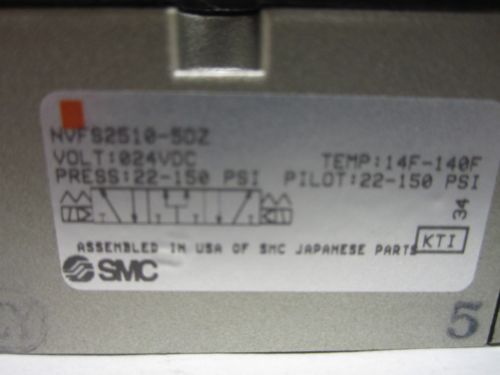 NVFS2510-5DZ
VOLT:024VDC TEMP:14F-140F
PRESS:22-150 PSI PILOT:22-150 PSI
34
KTI
ASSEMBLED IN USA OF SMC JAPANESE PARTS
SMC
5